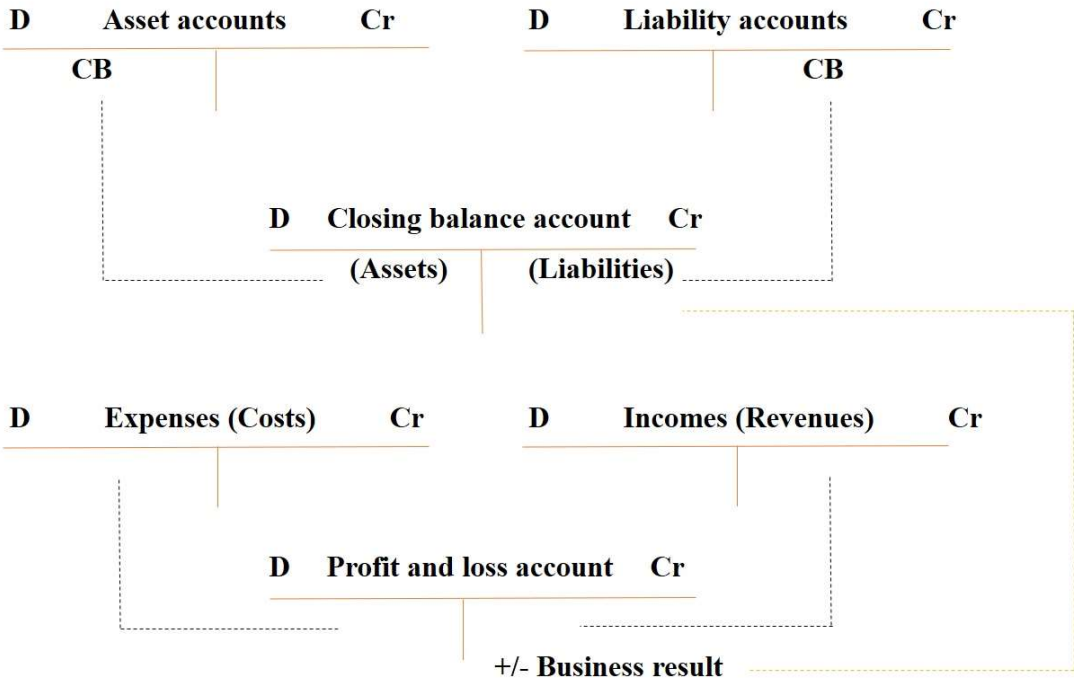 D Asset accounts Cr D Liability accounts Cr
CB CB
D Closing balance account Cr
(Assets) (Liabilities)
D Expenses (Costs) Cr D Incomes (Revenues) Cr
D Profit and loss account Cr
+/- Business result